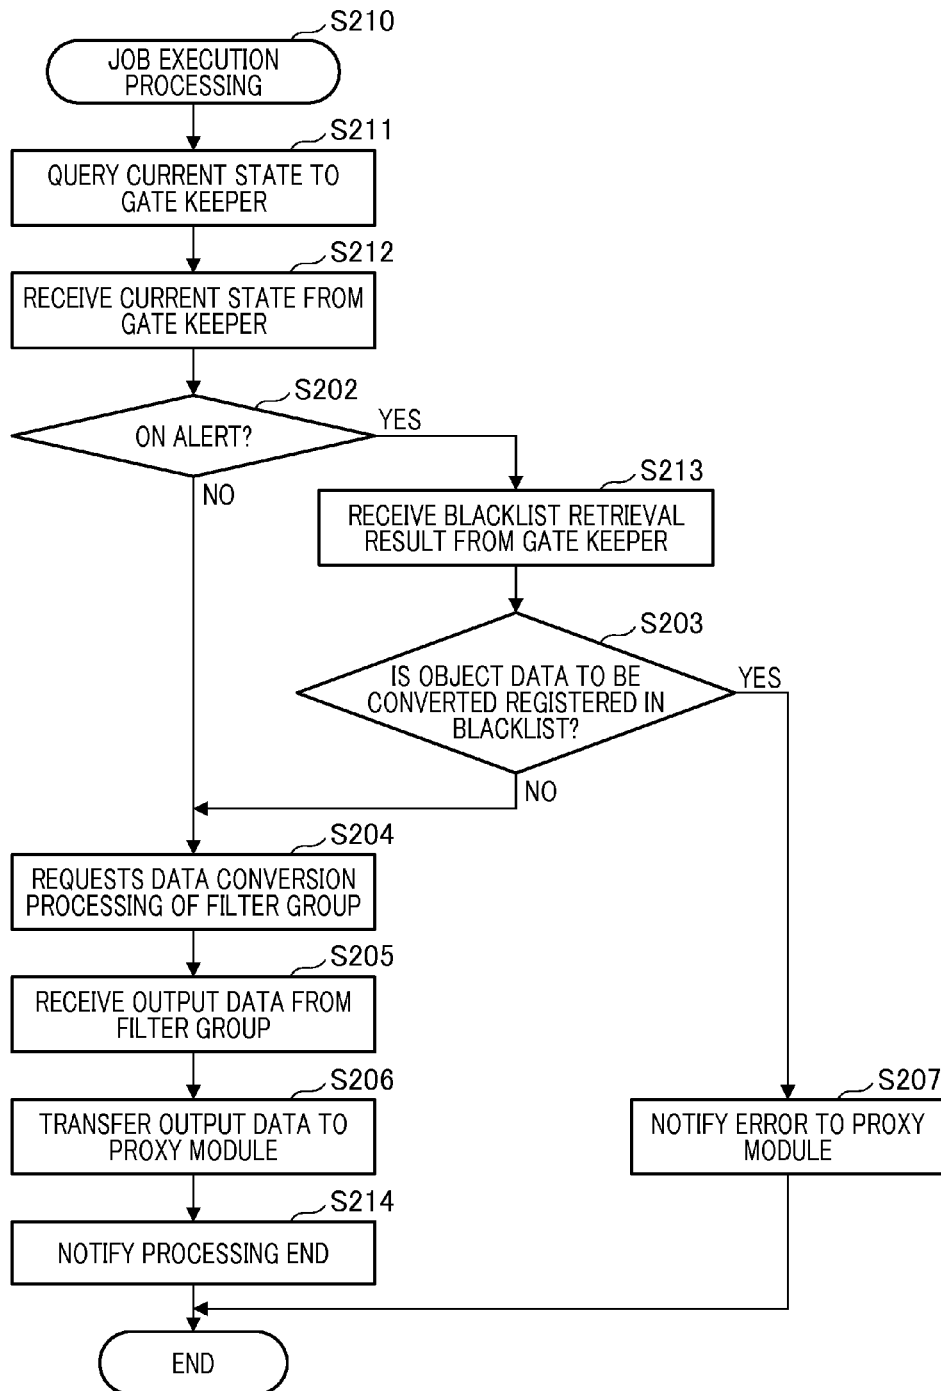 S210
JOB EXECUTION
PROCESSING
S211
QUERY CURRENT STATE TO
GATE KEEPER
S212
RECEIVE CURRENT STATE FROM
GATE KEEPER
S202
ON ALERT?
YES
NO
S213
RECEIVE BLACKLIST RETRIEVAL
RESULT FROM GATE KEEPER
S203
IS OBJECT DATA TO BE
CONVERTED REGISTERED IN
BLACKLIST?
YES
NO
S204
REQUESTS DATA CONVERSION
PROCESSING OF FILTER GROUP
S205
RECEIVE OUTPUT DATA FROM
FILTER GROUP
S206
TRANSFER OUTPUT DATA TO
PROXY MODULE
S207
NOTIFY ERROR TO PROXY
MODULE
S214
NOTIFY PROCESSING END
END